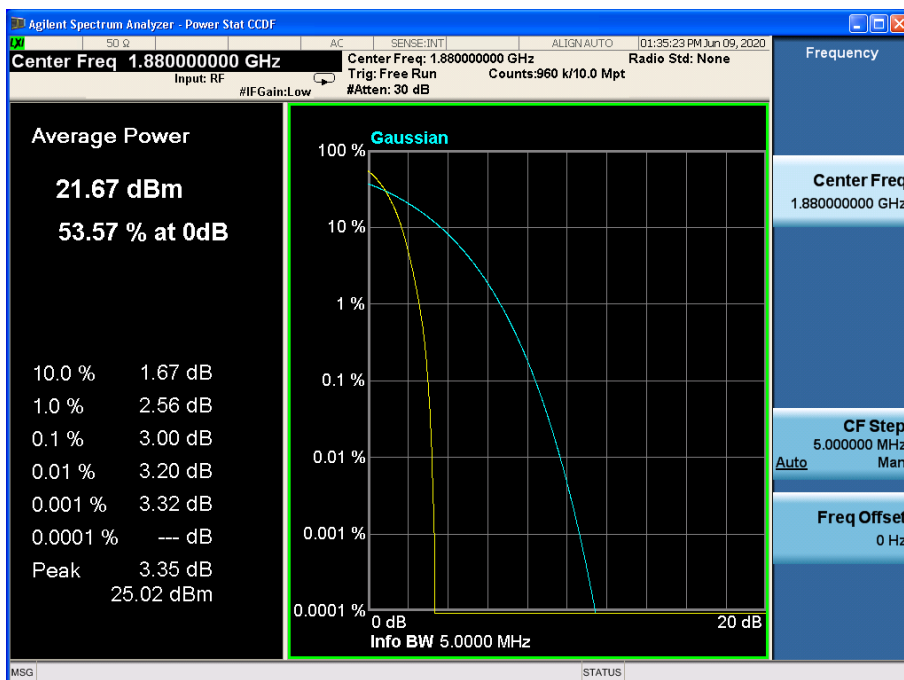 Agilent Spectrum Analyzer - Power Stat CCDF
LXI 50 Ω AC SENSE:INT ALIGN AUTO 01:35:23 PM Jun 09, 2020
Center Freq 1.880000000 GHz
Input: RF
#IFGain:Low
Center Freq: 1.880000000 GHz Radio Std: None
Trig: Free Run Counts:960 k/10.0 Mpt
#Atten: 30 dB
Average Power
21.67 dBm
53.57 % at 0dB
10.0 % 1.67 dB
1.0 % 2.56 dB
0.1 % 3.00 dB
0.01 % 3.20 dB
0.001 % 3.32 dB
0.0001 % --- dB
Peak 3.35 dB
25.02 dBm
Gaussian
100 %
10 %
1 %
0.1 %
0.01 %
0.001 %
0.0001 %
0 dB 20 dB
Info BW 5.0000 MHz
Frequency
Center Freq
1.880000000 GHz
CF Step
5.000000 MHz
Auto Man
Freq Offset
0 Hz
MSG STATUS